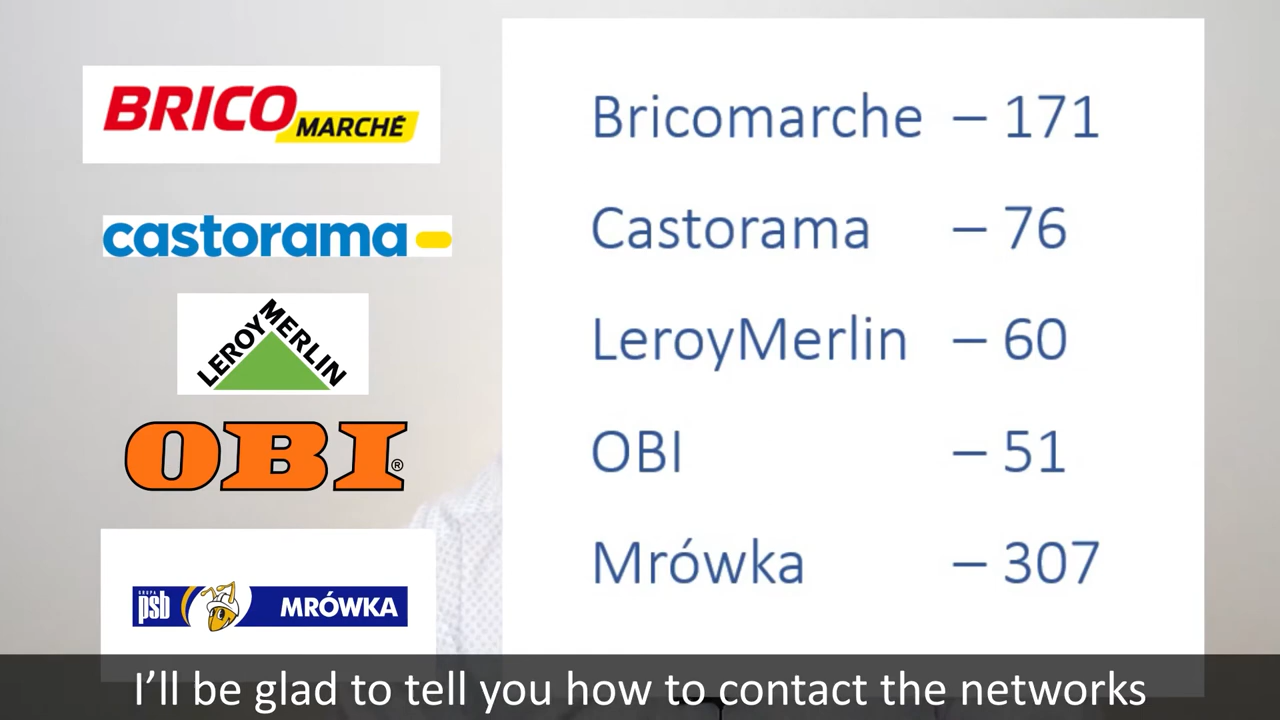 BRICO MARCHÉ
castorama
LEROY MERLIN
OBI ®
GRUPA psb MRÓWKA
Bricomarche – 171
Castorama – 76
LeroyMerlin – 60
OBI – 51
Mrówka – 307
I’ll be glad to tell you how to contact the networks